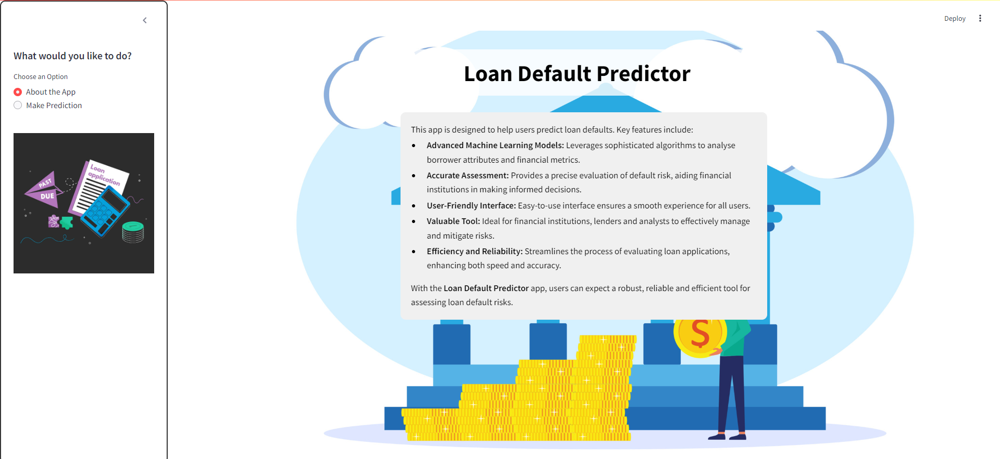 Deploy
What would you like to do?
Choose an Option
About the App
Make Prediction
Loan
application
PAST
DUE
Loan Default Predictor
This app is designed to help users predict loan defaults. Key features include:
• Advanced Machine Learning Models: Leverages sophisticated algorithms to analyse
borrower attributes and financial metrics.
• Accurate Assessment: Provides a precise evaluation of default risk, aiding financial
institutions in making informed decisions.
• User-Friendly Interface: Easy-to-use interface ensures a smooth experience for all users.
• Valuable Tool: Ideal for financial institutions, lenders and analysts to effectively manage
and mitigate risks.
• Efficiency and Reliability: Streamlines the process of evaluating loan applications,
enhancing both speed and accuracy.
With the Loan Default Predictor app, users can expect a robust, reliable and efficient tool for
assessing loan default risks.
$